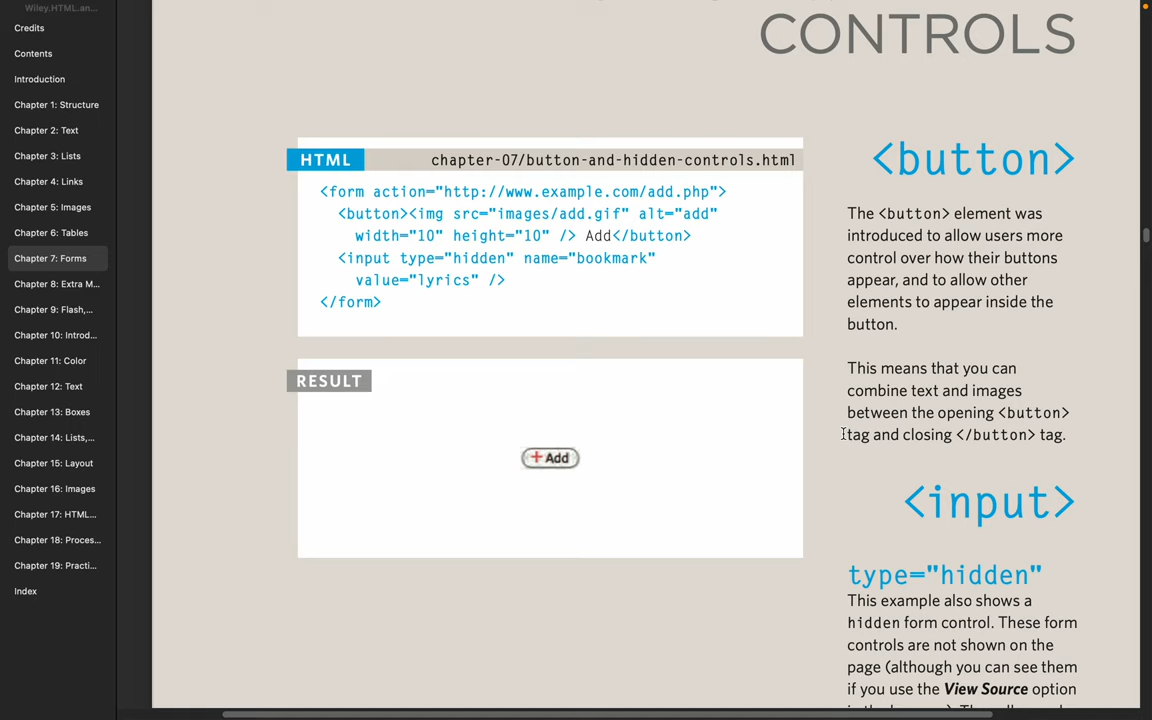 Wiley.HTML.an...
Credits
Contents
Introduction
Chapter 1: Structure
Chapter 2: Text
Chapter 3: Lists
Chapter 4: Links
Chapter 5: Images
Chapter 6: Tables
Chapter 7: Forms
Chapter 8: Extra M...
Chapter 9: Flash,...
Chapter 10: Introd...
Chapter 11: Color
Chapter 12: Text
Chapter 13: Boxes
Chapter 14: Lists,...
Chapter 15: Layout
Chapter 16: Images
Chapter 17: HTML...
Chapter 18: Proces...
Chapter 19: Practi...
Index
CONTROLS
HTML
chapter-07/button-and-hidden-controls.html
<form action="http://www.example.com/add.php">
<button><img src="images/add.gif" alt="add"
width="10" height="10" /> Add</button>
<input type="hidden" name="bookmark"
value="lyrics" />
</form>
RESULT
Add
<button>
The <button> element was
introduced to allow users more
control over how their buttons
appear, and to allow other
elements to appear inside the
button.
This means that you can
combine text and images
between the opening <button>
tag and closing </button> tag.
<input>
type="hidden"
This example also shows a
hidden form control. These form
controls are not shown on the
page (although you can see them
if you use the View Source option